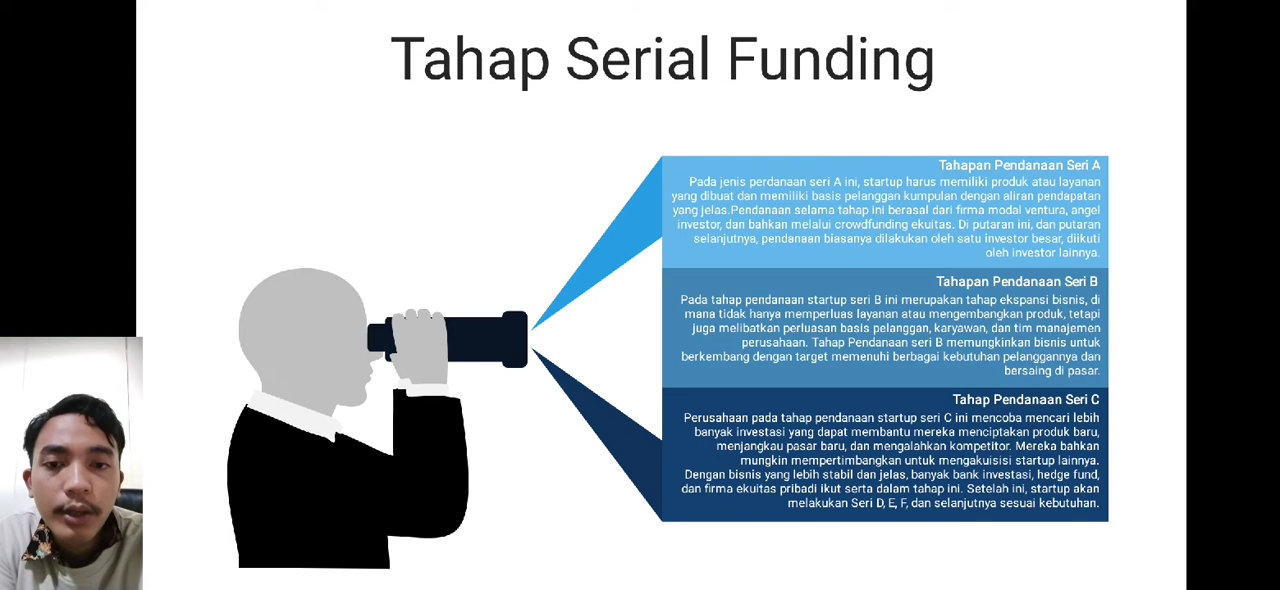 Tahap Serial Funding
Tahapan Pendanaan Seri A
Pada jenis perdanaan seri A ini, startup harus memiliki produk atau layanan
yang dibuat dan memiliki basis pelanggan kumpulan dengan aliran pendapatan
yang jelas.Pendanaan selama tahap ini berasal dari firma modal ventura, angel
investor, dan bahkan melalui crowdfunding ekuitas. Di putaran ini, dan putaran
selanjutnya, pendanaan biasanya dilakukan oleh satu investor besar, diikuti
oleh investor lainnya.
Tahapan Pendanaan Seri B
Pada tahap pendanaan startup seri B ini merupakan tahap ekspansi bisnis, di
mana tidak hanya memperluas layanan atau mengembangkan produk, tetapi
juga melibatkan perluasan basis pelanggan, karyawan, dan tim manajemen
perusahaan. Tahap Pendanaan seri B memungkinkan bisnis untuk
berkembang dengan target memenuhi berbagai kebutuhan pelanggannya dan
bersaing di pasar.
Tahap Pendanaan Seri C
Perusahaan pada tahap pendanaan startup seri C ini mencoba mencari lebih
banyak investasi yang dapat membantu mereka menciptakan produk baru,
menjangkau pasar baru, dan mengalahkan kompetitor. Mereka bahkan
mungkin mempertimbangkan untuk mengakuisisi startup lainnya.
Dengan bisnis yang lebih stabil dan jelas, banyak bank investasi, hedge fund,
dan firma ekuitas pribadi ikut serta dalam tahap ini. Setelah ini, startup akan
melakukan Seri D, E, F, dan selanjutnya sesuai kebutuhan.